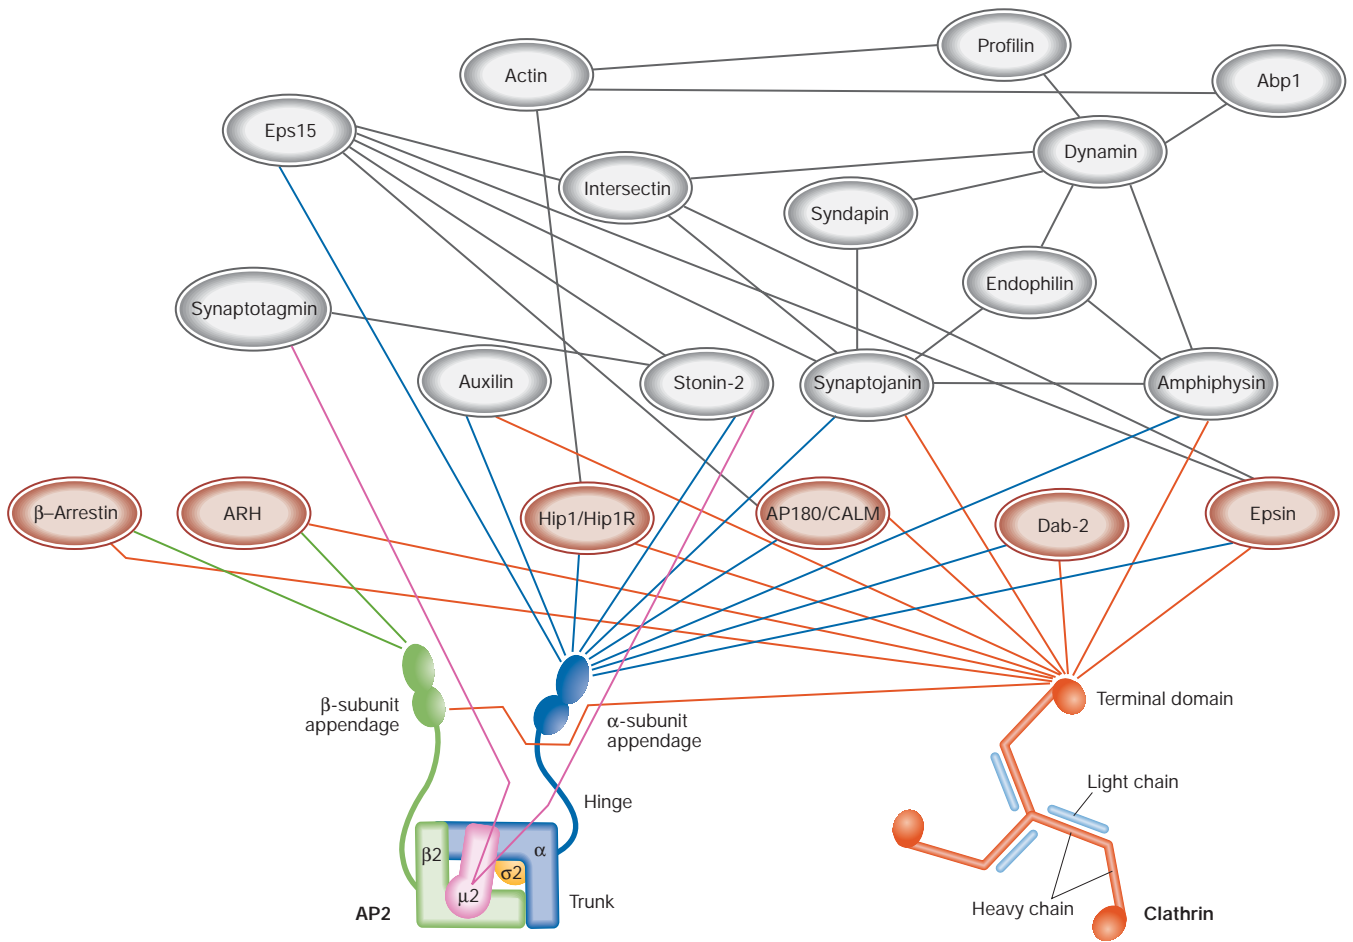 Profilin
Actin
Abp1
Eps15
Dynamin
Intersectin
Syndapin
Endophilin
Synaptotagmin
Auxilin
Stonin-2
Synaptojanin
Amphiphysin
β–Arrestin
ARH
Hip1/Hip1R
AP180/CALM
Dab-2
Epsin
β-subunit
appendage
α-subunit
appendage
Terminal domain
Hinge
Light chain
β2
α
σ2
μ2
Trunk
AP2
Heavy chain
Clathrin